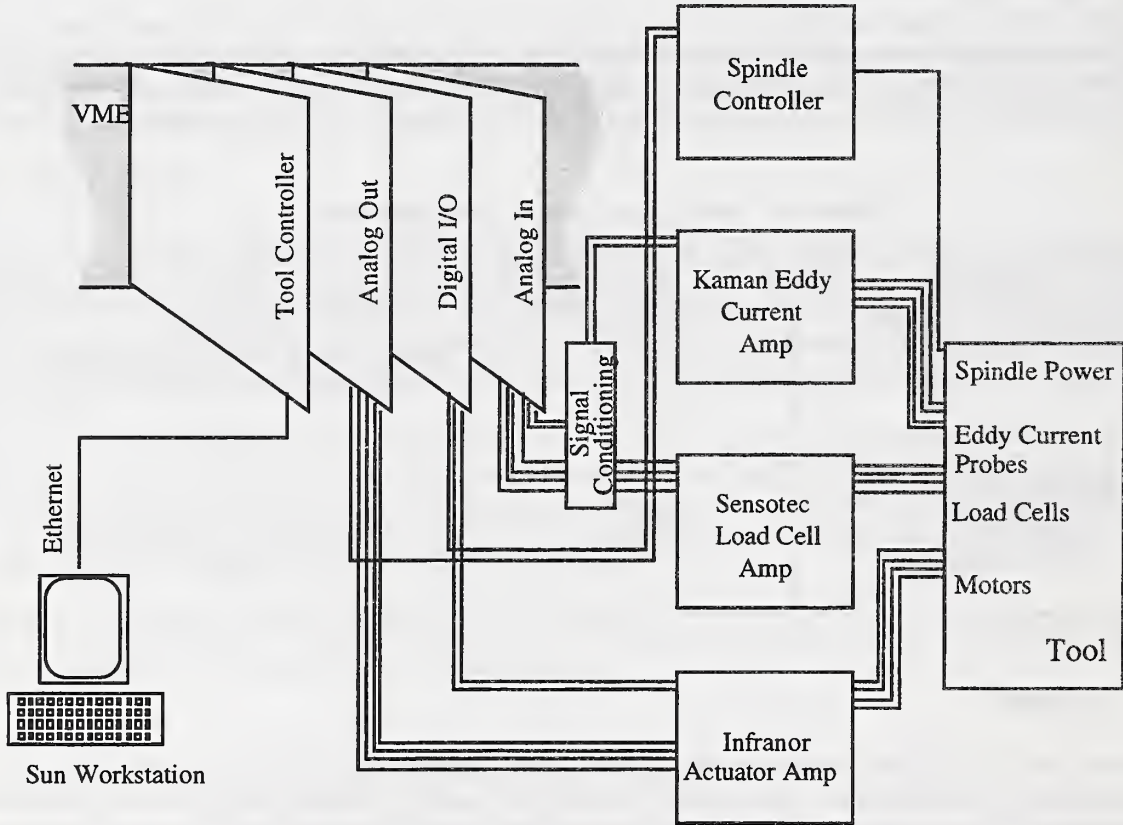 VME
Tool Controller
Analog Out
Digital I/O
Analog In
Signal
Conditioning
Spindle
Controller
Kaman Eddy
Current
Amp
Sensotec
Load Cell
Amp
Infranor
Actuator Amp
Spindle Power
Eddy Current
Probes
Load Cells
Motors
Tool
Ethernet
Sun Workstation